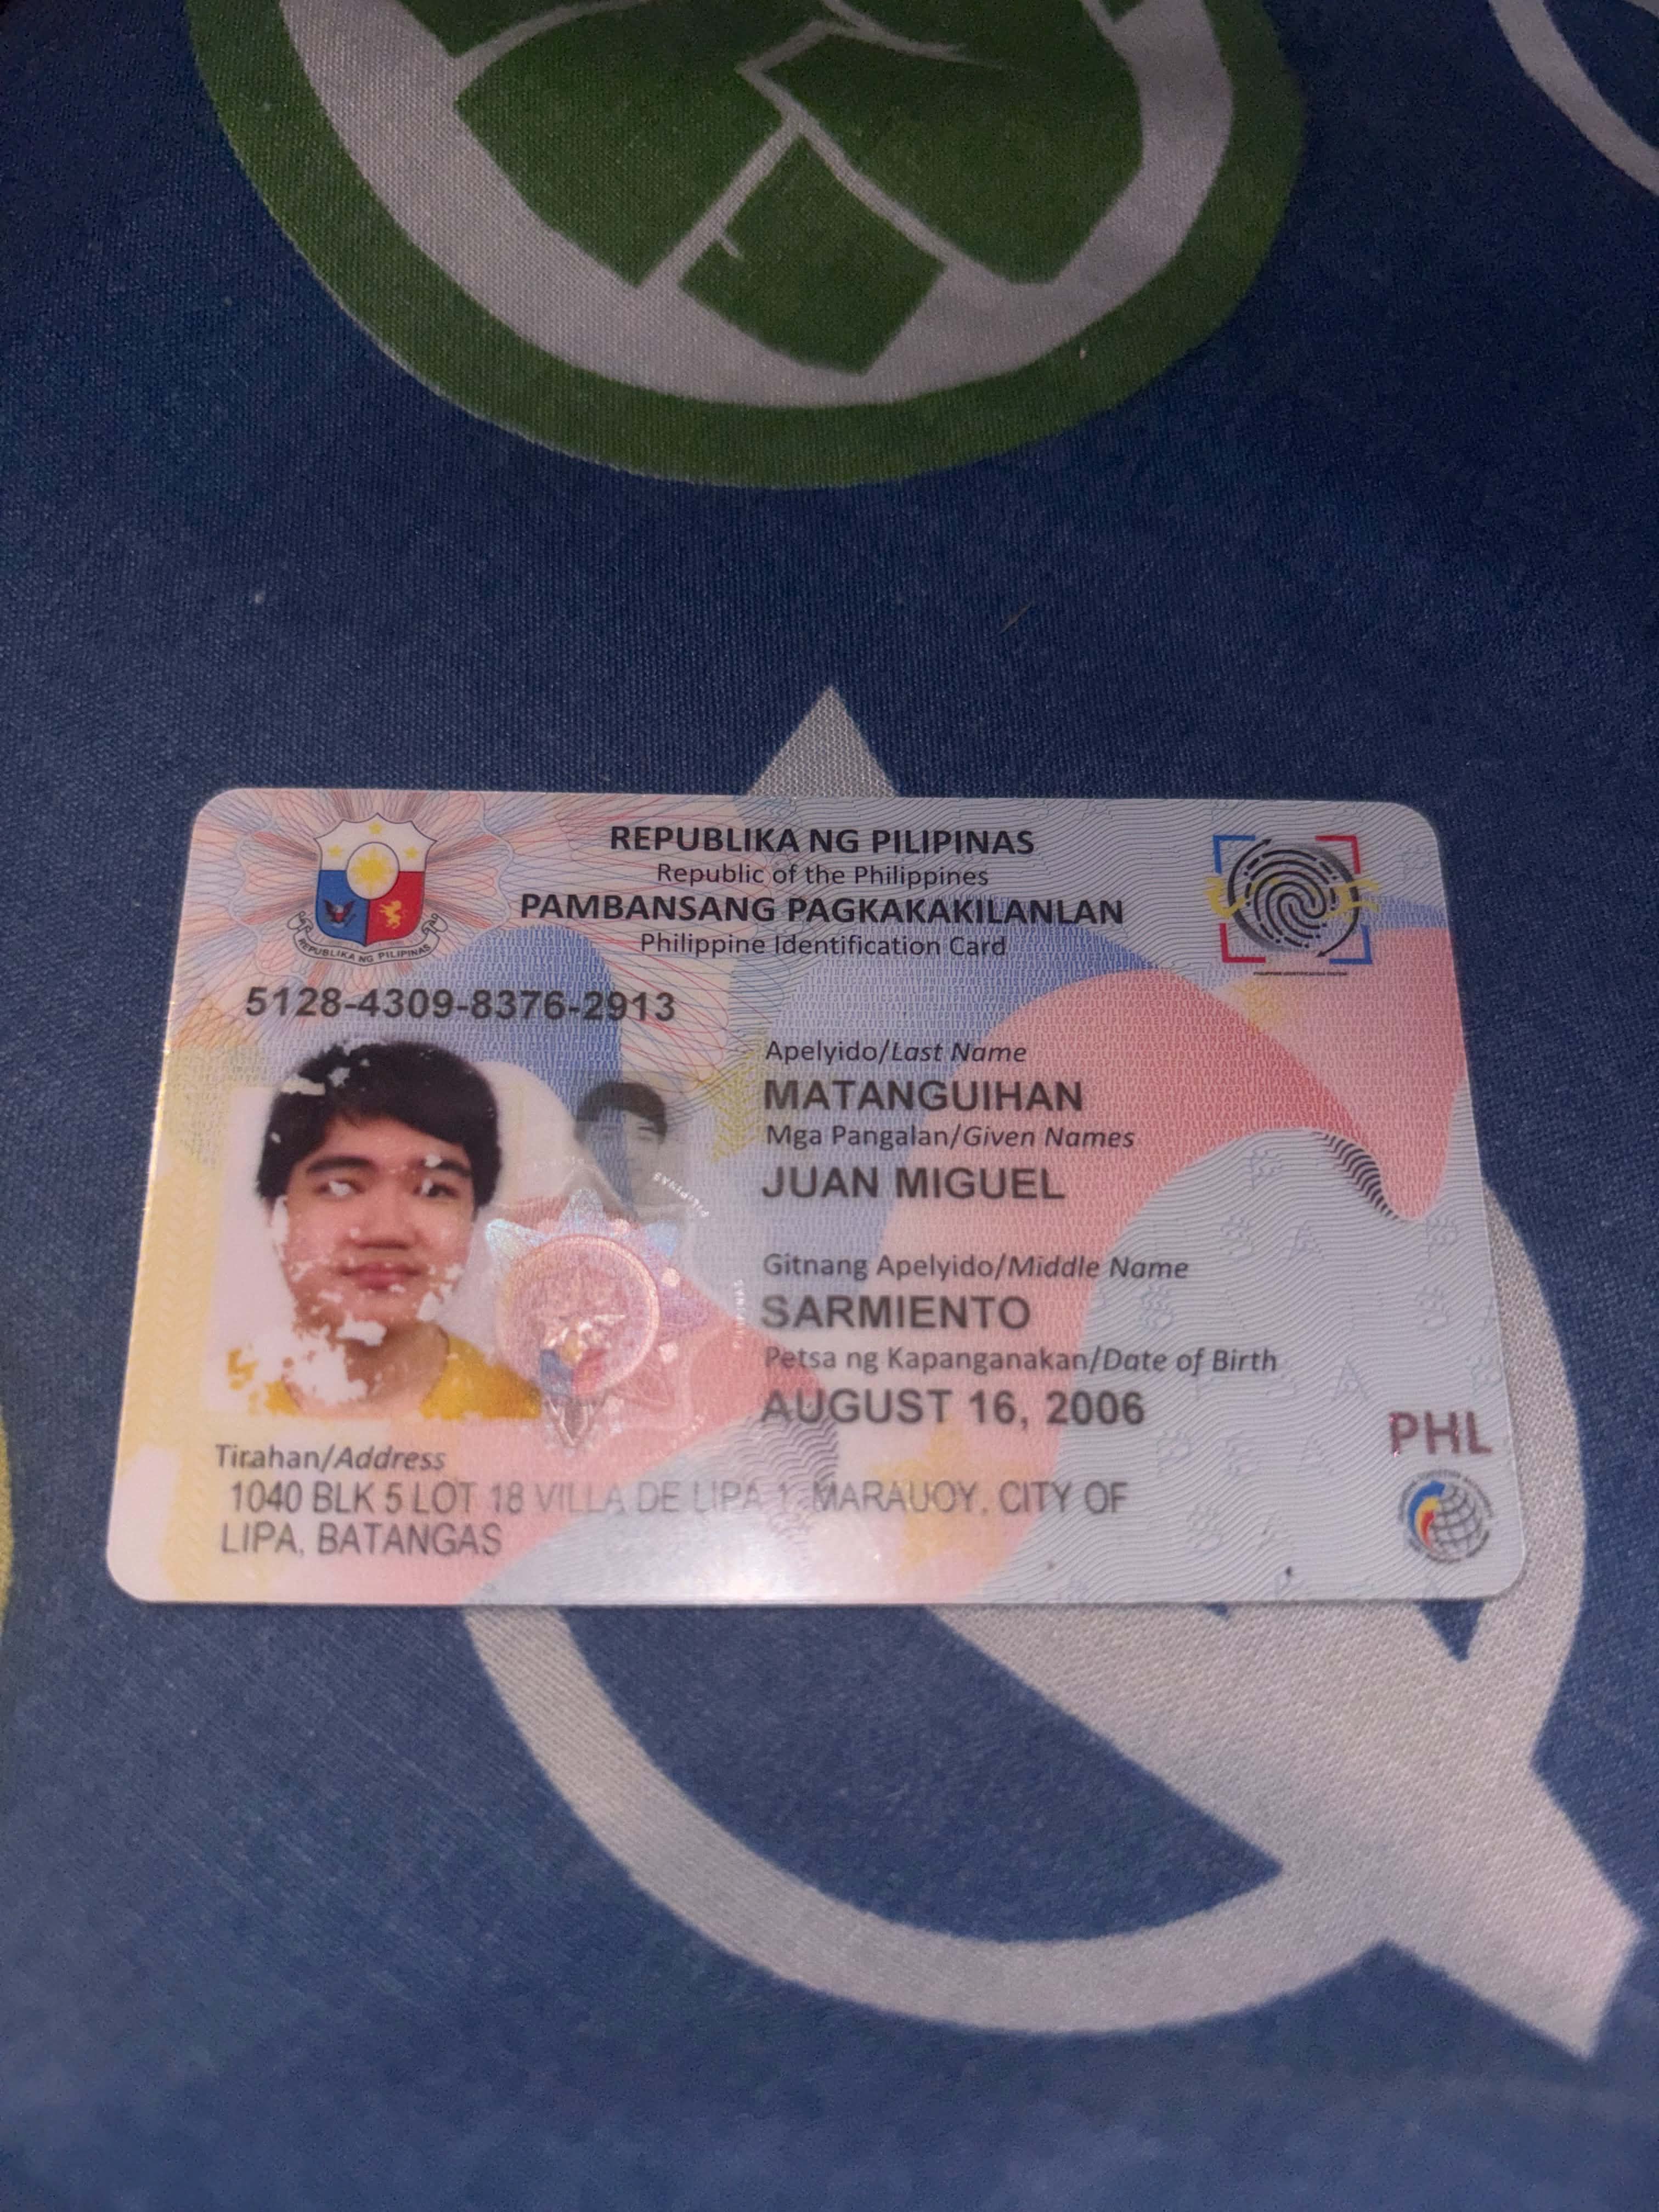 REPUBLIKA NG PILIPINAS
Republic of the Philippines
PAMBANSANG PAGKAKAKILANLAN
Philippine Identification Card
REPUBLIKA NG PILIPINAS
5128-4309-8376-2913
Apelyido/Last Name
MATANGUIHAN
Mga Pangalan/Given Names
JUAN MIGUEL
Gitnang Apelyido/Middle Name
SARMIENTO
Petsa ng Kapanganakan/Date of Birth
AUGUST 16, 2006
PHL
Tirahan/Address
1040 BLK 5 LOT 18 VILLA DE LIPA 1, MARAUOY, CITY OF
LIPA, BATANGAS